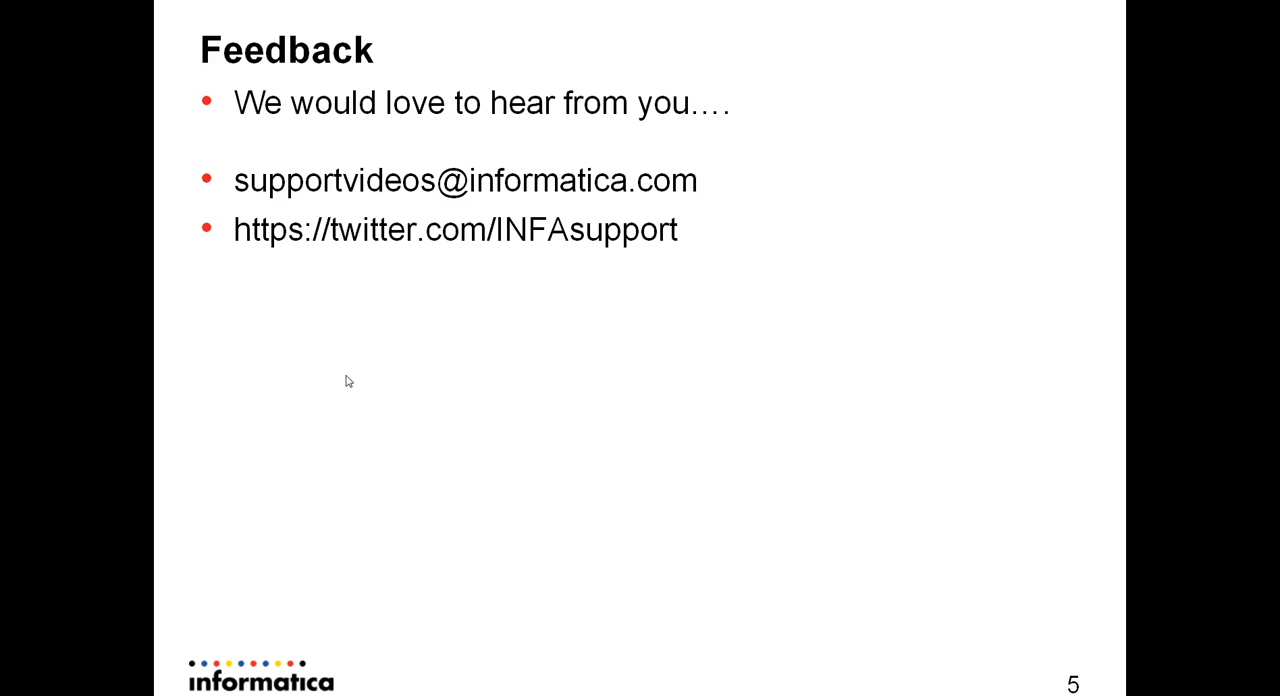 Feedback
• We would love to hear from you….
• supportvideos@informatica.com
• https://twitter.com/INFAsupport
informatica
5